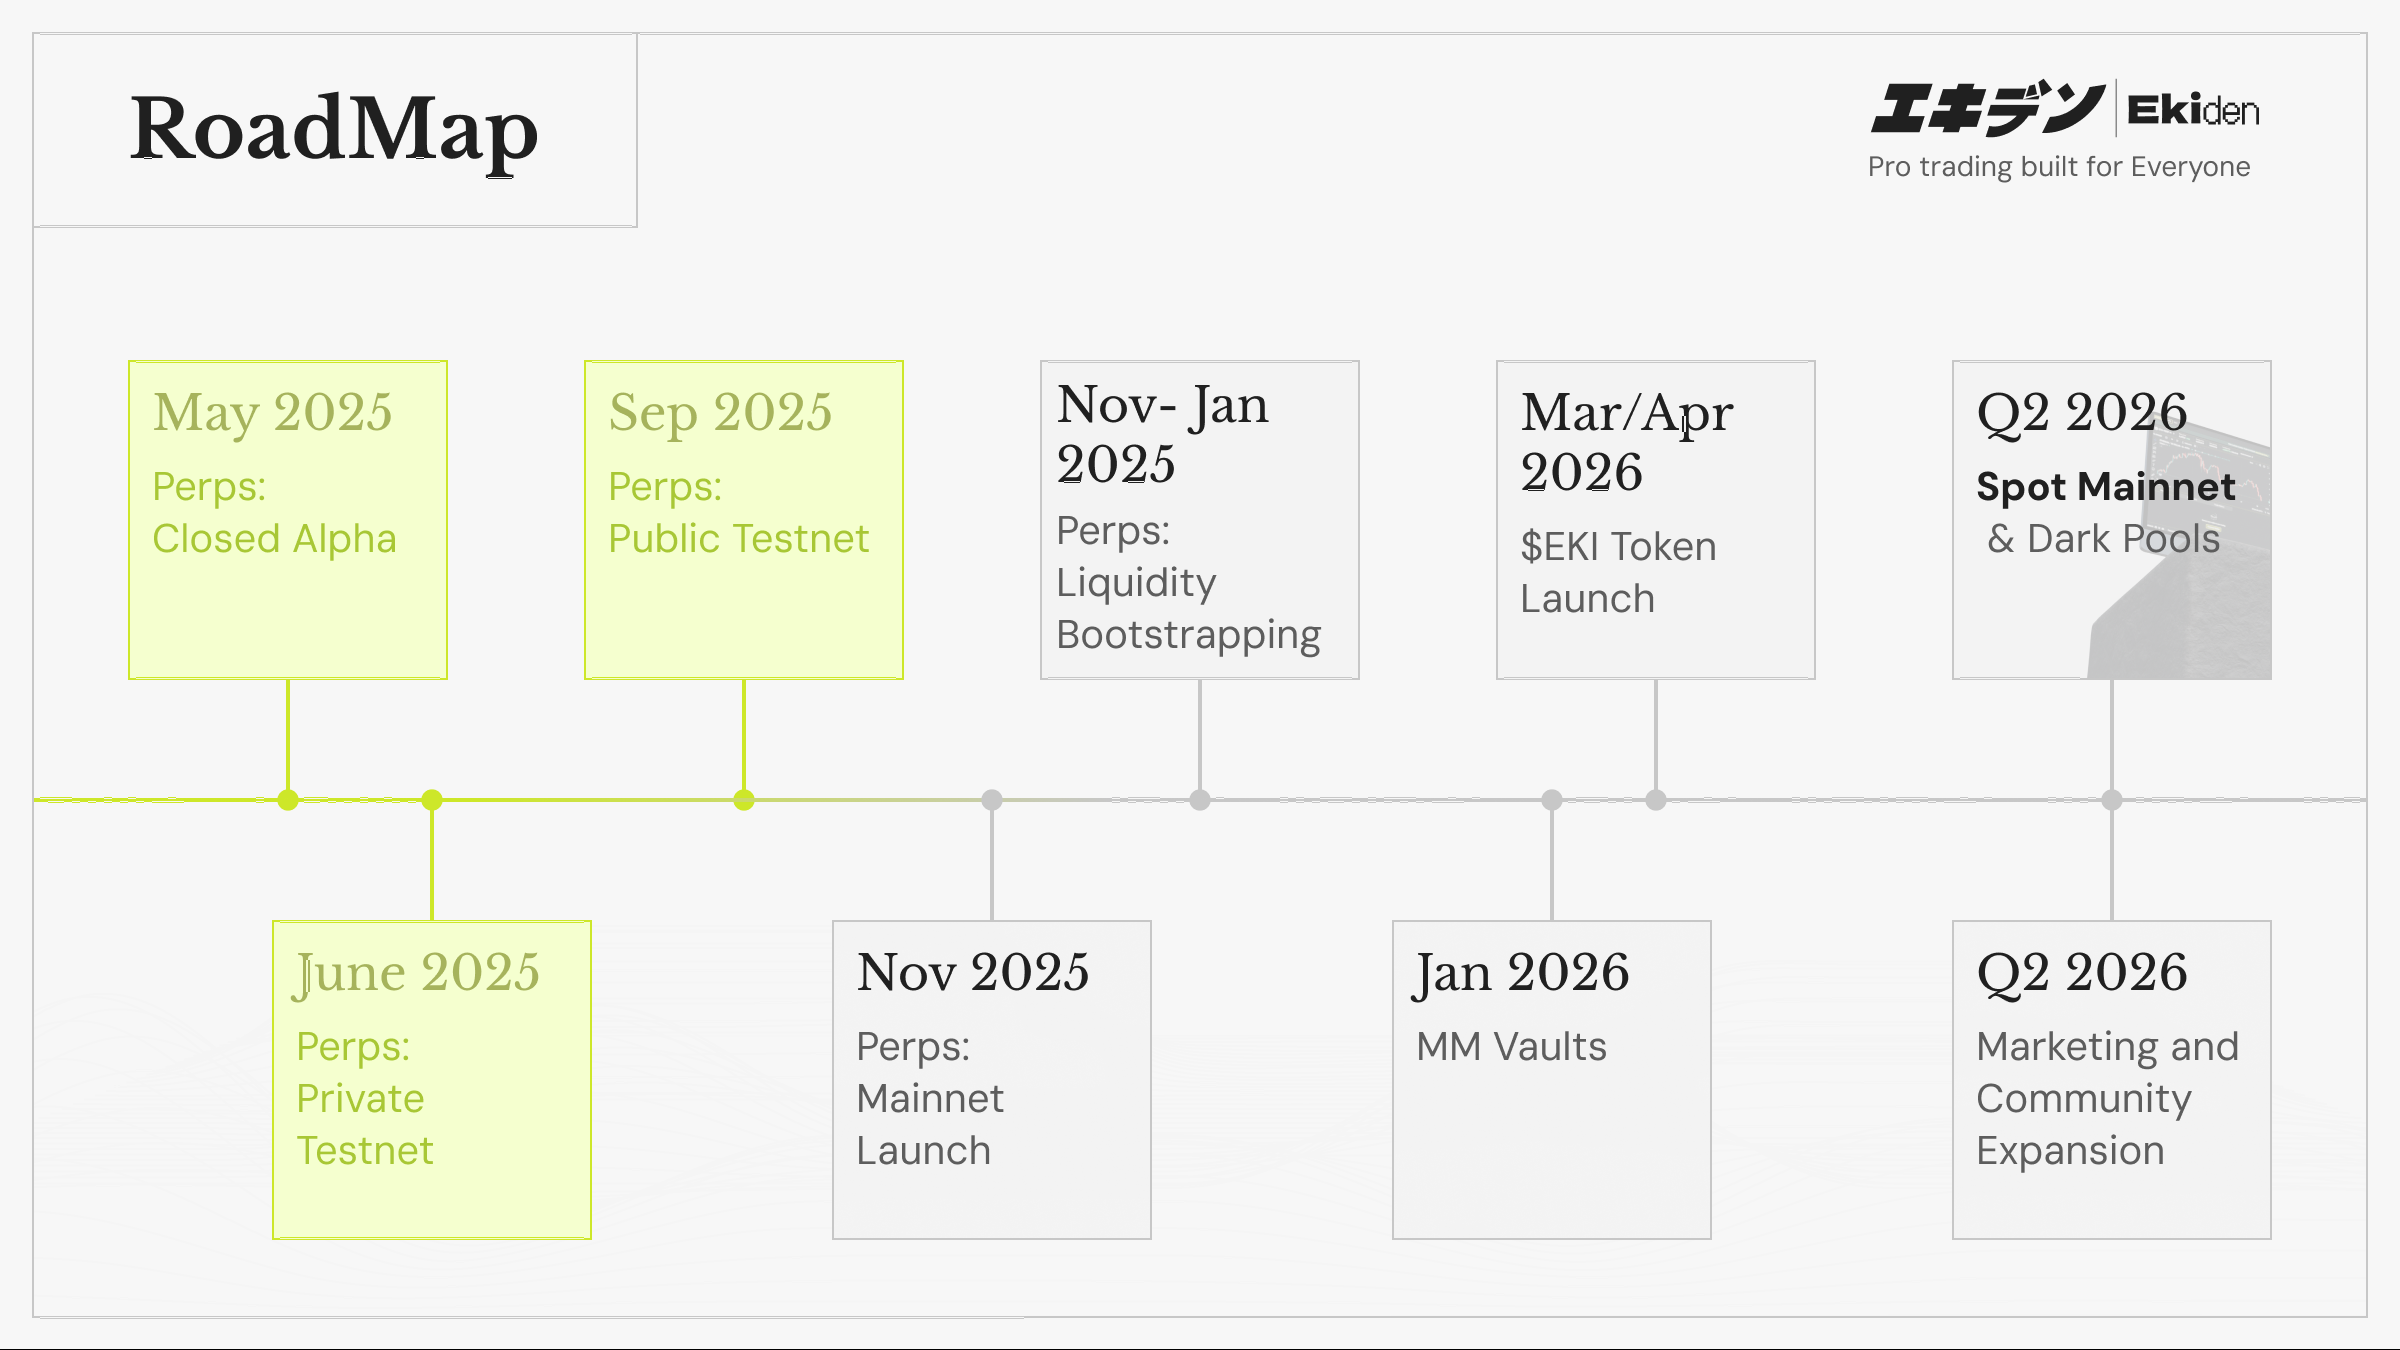 RoadMap
エキデン
Ekiden
Pro trading built for Everyone
May 2025
Perps:
Closed Alpha
Sep 2025
Perps:
Public Testnet
Nov- Jan
2025
Perps:
Liquidity
Bootstrapping
Mar/Apr
2026
$EKI Token
Launch
Q2 2026
Spot Mainnet
& Dark Pools
June 2025
Perps:
Private
Testnet
Nov 2025
Perps:
Mainnet
Launch
Jan 2026
MM Vaults
Q2 2026
Marketing and
Community
Expansion